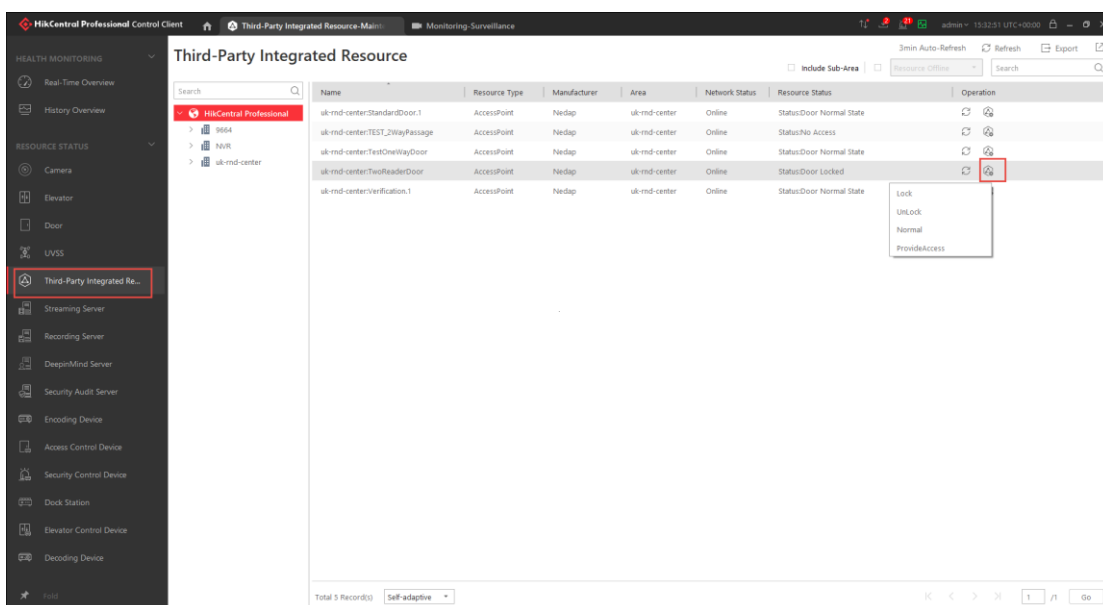 HikCentral Professional Control Client
Third-Party Integrated Resource-Maint
Monitoring-Surveillance
2
21
admin
15:32:51 UTC+00:00
HEALTH MONITORING
Real-Time Overview
History Overview
RESOURCE STATUS
Camera
Elevator
Door
UVSS
Third-Party Integrated Re...
Streaming Server
Recording Server
DeepinMind Server
Security Audit Server
Encoding Device
Access Control Device
Security Control Device
Dock Station
Elevator Control Device
Decoding Device
Fold
Third-Party Integrated Resource
3min Auto-Refresh
Refresh
Export
Include Sub-Area
Resource Offline
Search
Search
HikCentral Professional
9664
NVR
uk-rnd-center
Name Resource Type Manufacturer Area Network Status Resource Status Operation
uk-rnd-center:StandardDoor.1 AccessPoint Nedap uk-rnd-center Online Status:Door Normal State
uk-rnd-center:TEST_2WayPassage AccessPoint Nedap uk-rnd-center Online Status:No Access
uk-rnd-center:TestOneWayDoor AccessPoint Nedap uk-rnd-center Online Status:Door Normal State
uk-rnd-center:TwoReaderDoor AccessPoint Nedap uk-rnd-center Online Status:Door Locked
uk-rnd-center:Verification.1 AccessPoint Nedap uk-rnd-center Online Status:Door Normal State
Lock
UnLock
Normal
ProvideAccess
Total 5 Record(s)
Self-adaptive
1 /1 Go